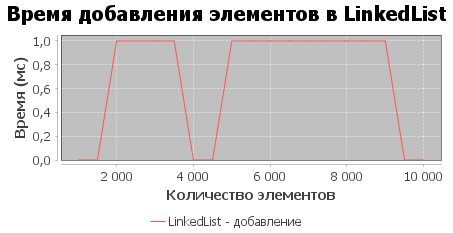 Время добавления элементов в LinkedList
Время (мс)
1,0
0,8
0,6
0,4
0,2
0,0
2 000 4 000 6 000 8 000 10 000
Количество элементов
LinkedList - добавление